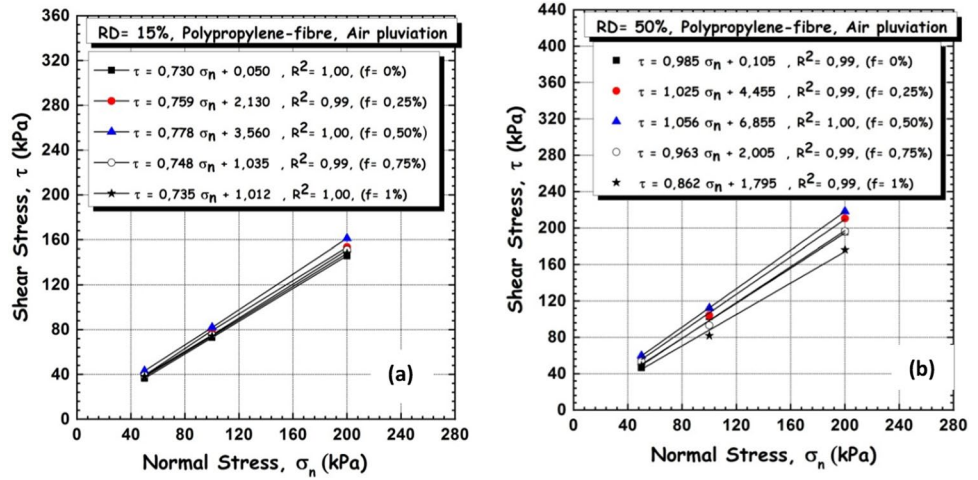 RD= 15%, Polypropylene-fibre, Air pluviation
τ = 0,730 σn + 0,050 , R²= 1,00, (f= 0%)
τ = 0,759 σn + 2,130 , R²= 0,99, (f= 0,25%)
τ = 0,778 σn + 3,560 , R²= 1,00, (f= 0,50%)
τ = 0,748 σn + 1,035 , R²= 0,99, (f= 0,75%)
τ = 0,735 σn + 1,012 , R²= 1,00, (f= 1%)
Shear Stress, τ (kPa)
360
320
280
240
200
160
120
80
40
0
0 40 80 120 160 200 240 280
Normal Stress, σn (kPa)
(a)
RD= 50%, Polypropylene-fibre, Air pluviation
τ = 0,985 σn + 0,105 , R²= 0,99, (f= 0%)
τ = 1,025 σn + 4,455 , R²= 0,99, (f= 0,25%)
τ = 1,056 σn + 6,855 , R²= 1,00, (f= 0,50%)
τ = 0,963 σn + 2,005 , R²= 0,99, (f= 0,75%)
τ = 0,862 σn + 1,795 , R²= 0,99, (f= 1%)
Shear Stress, τ (kPa)
440
400
360
320
280
240
200
160
120
80
40
0
0 40 80 120 160 200 240 280
Normal Stress, σn (kPa)
(b)